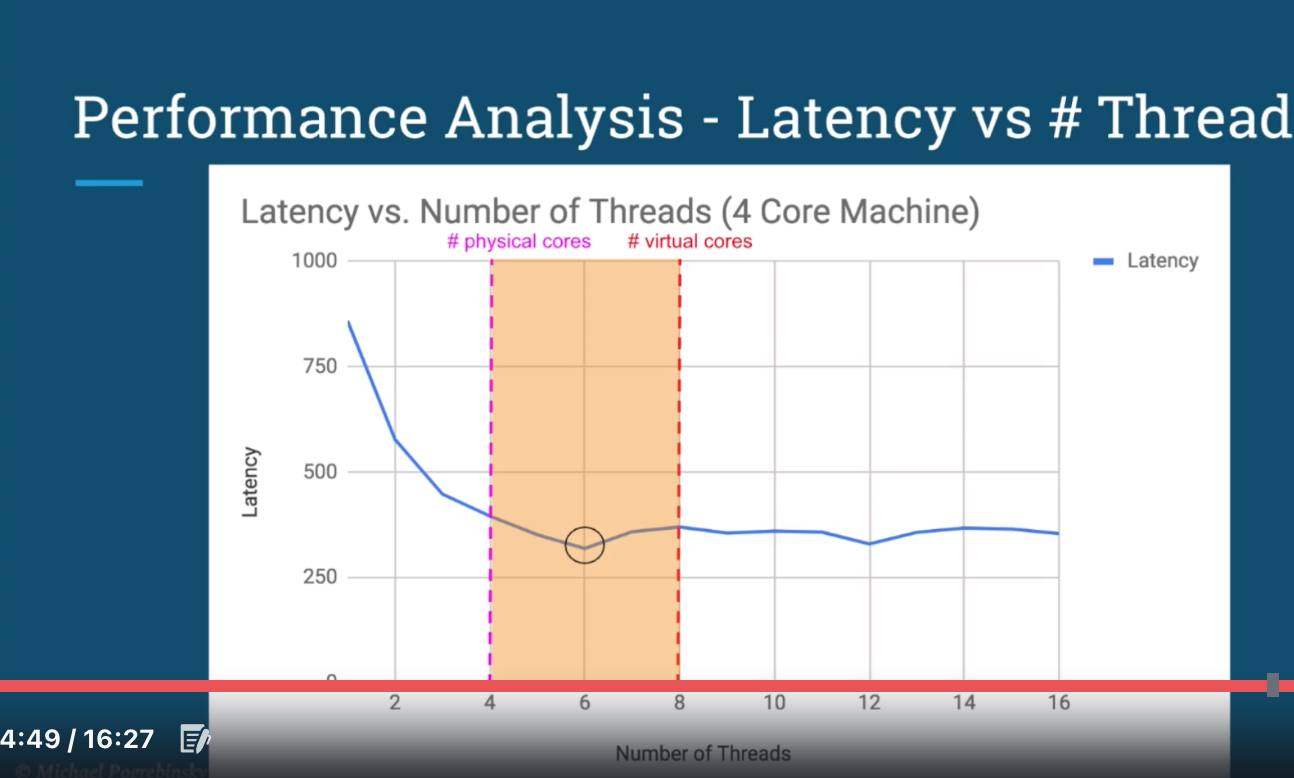 Performance Analysis - Latency vs # Thread
Latency vs. Number of Threads (4 Core Machine)
# physical cores # virtual cores
1000
Latency
750
500
Latency
250
0
2 4 6 8 10 12 14 16
4:49 / 16:27
Number of Threads
© Michael Pogrebinsky